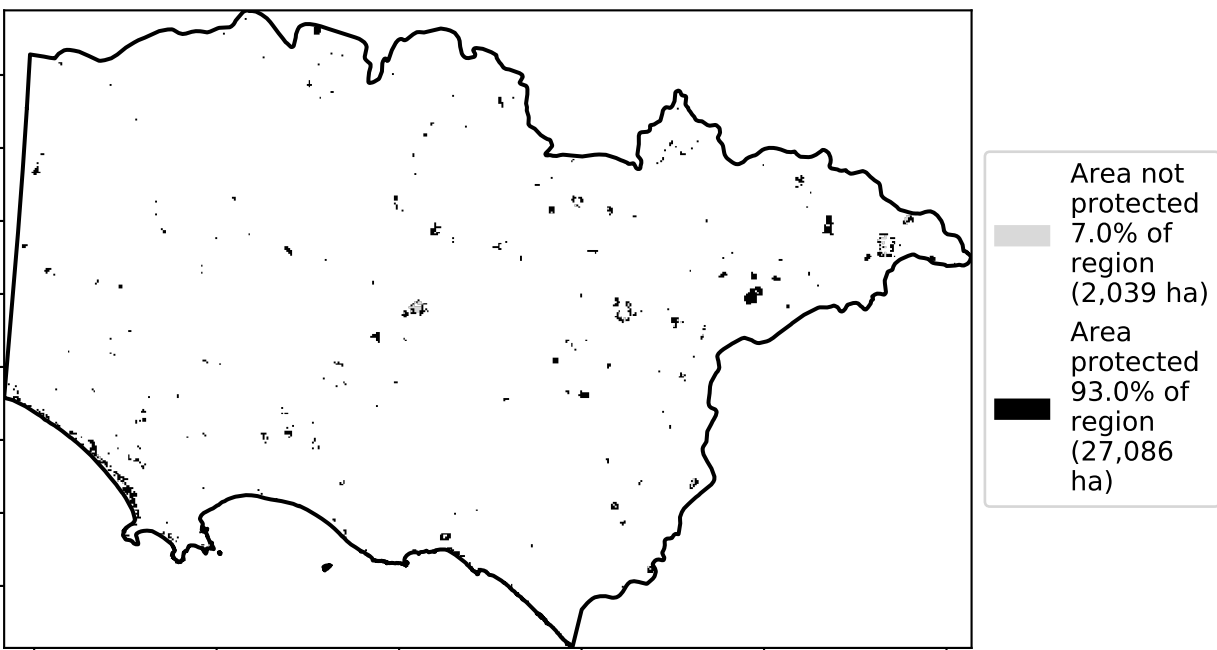 Area not
protected
7.0% of
region
(2,039 ha)
Area
protected
93.0% of
region
(27,086
ha)